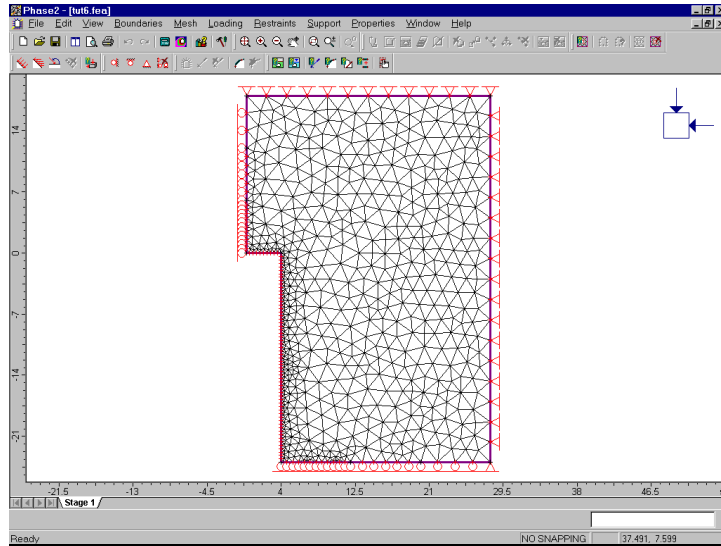 Phase2 - [tut6.fea]
File Edit View Boundaries Mesh Loading Restraints Support Properties Window Help
14
7
0
-7
-14
-21
-21.5 -13 -4.5 4 12.5 21 29.5 38 46.5
Stage 1
Ready NO SNAPPING 37.491, 7.599